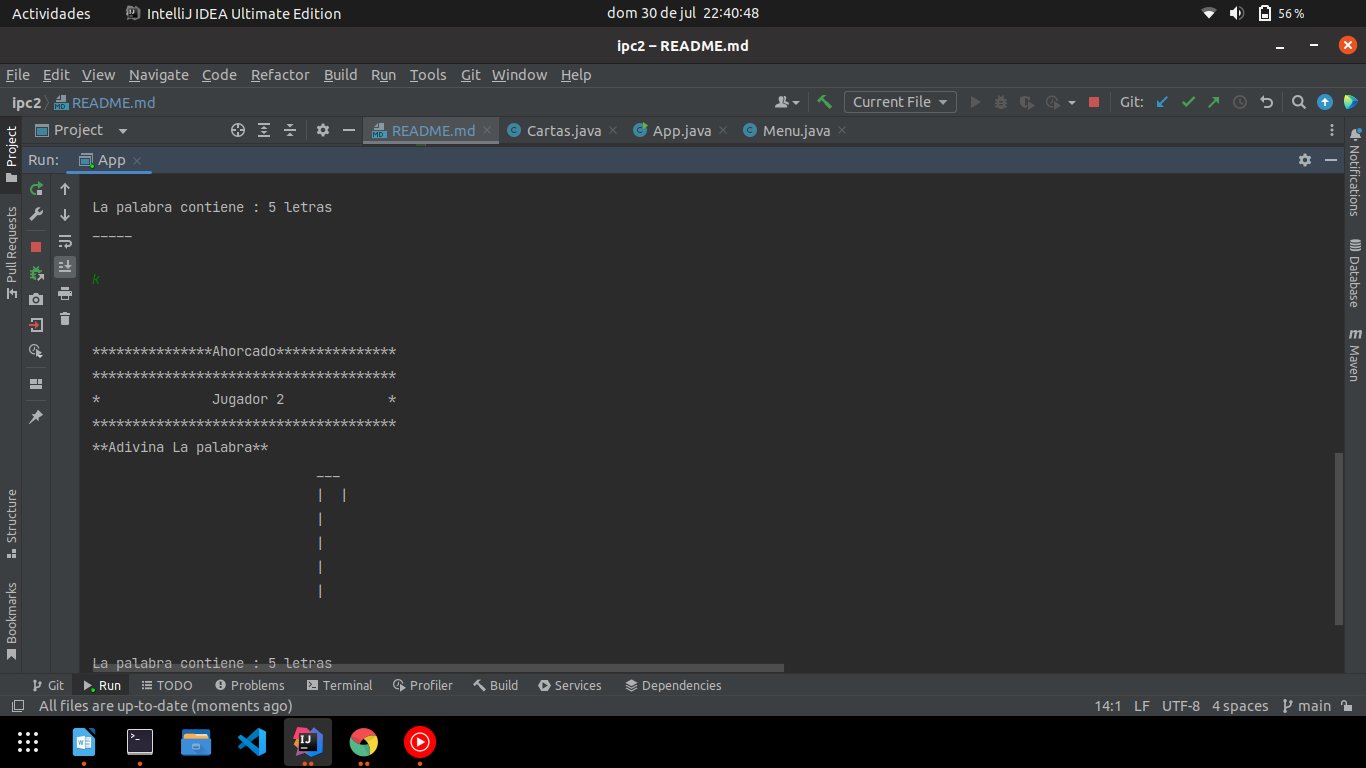 Actividades IntelliJ IDEA Ultimate Edition dom 30 de jul 22:40:48 56 %
ipc2 – README.md
File Edit View Navigate Code Refactor Build Run Tools Git Window Help
ipc2 README.md Current File Git:
Project README.md Cartas.java App.java Menu.java
Run: App
Project
Pull Requests
Structure
Bookmarks
La palabra contiene : 5 letras
_____
k
***************Ahorcado***************
**************************************
* Jugador 2 *
**************************************
**Adivina La palabra**
___
| |
|
|
|
|
La palabra contiene : 5 letras
Notifications
Database
m Maven
Git Run TODO Problems Terminal Profiler Build Services Dependencies
All files are up-to-date (moments ago) 14:1 LF UTF-8 4 spaces main